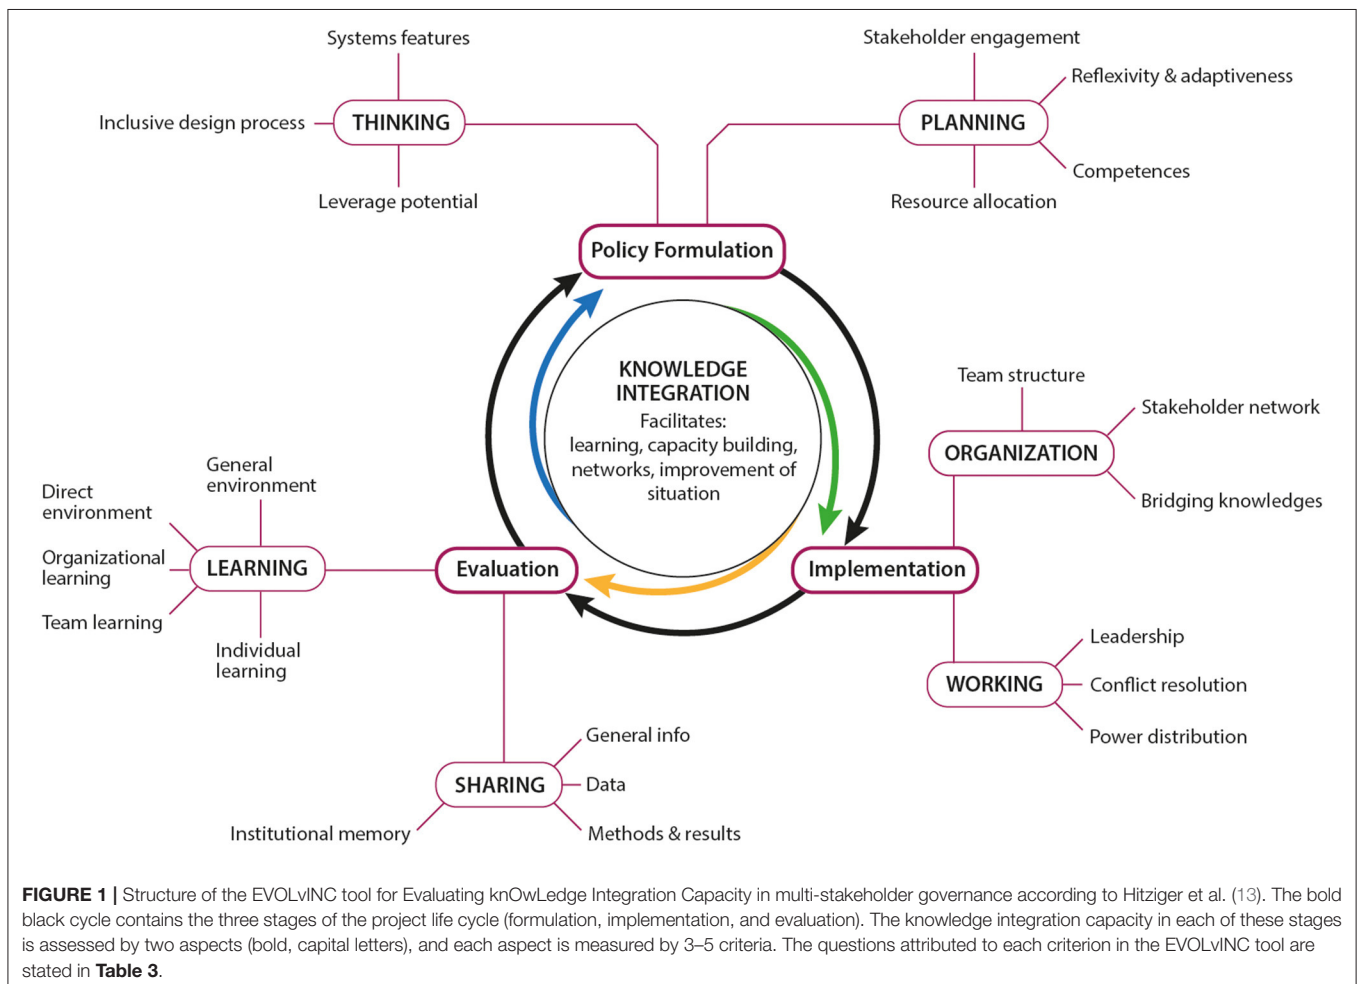 Systems features
Inclusive design process
THINKING
Leverage potential
Stakeholder engagement
Reflexivity & adaptiveness
PLANNING
Competences
Resource allocation
Policy Formulation
KNOWLEDGE
INTEGRATION
Facilitates:
learning, capacity building,
networks, improvement of
situation
Team structure
Stakeholder network
ORGANIZATION
Bridging knowledges
General
environment
Direct
environment
Organizational
learning
LEARNING
Team learning
Individual
learning
Evaluation
Implementation
Leadership
WORKING
Conflict resolution
Power distribution
General info
SHARING
Data
Institutional memory
Methods & results
FIGURE 1 | Structure of the EVOLvINC tool for Evaluating knOwLedge Integration Capacity in multi-stakeholder governance according to Hitziger et al. (13). The bold
black cycle contains the three stages of the project life cycle (formulation, implementation, and evaluation). The knowledge integration capacity in each of these stages
is assessed by two aspects (bold, capital letters), and each aspect is measured by 3–5 criteria. The questions attributed to each criterion in the EVOLvINC tool are
stated in Table 3.